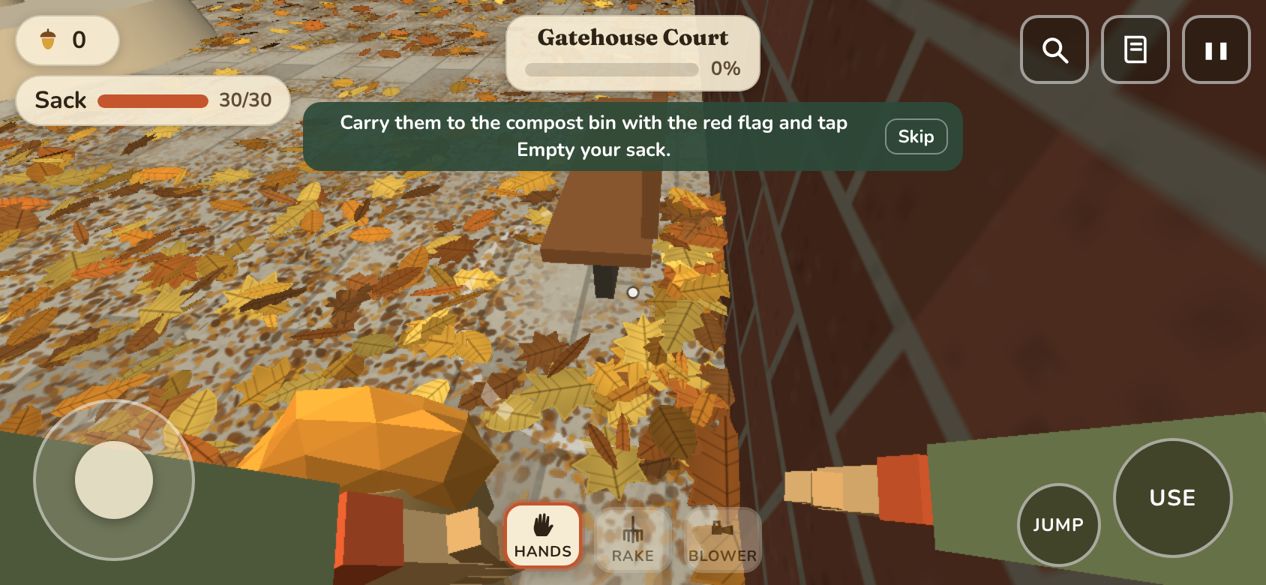 0
Sack 30/30
Gatehouse Court
0%
Carry them to the compost bin with the red flag and tap
Empty your sack.
Skip
HANDS
RAKE
BLOWER
JUMP
USE